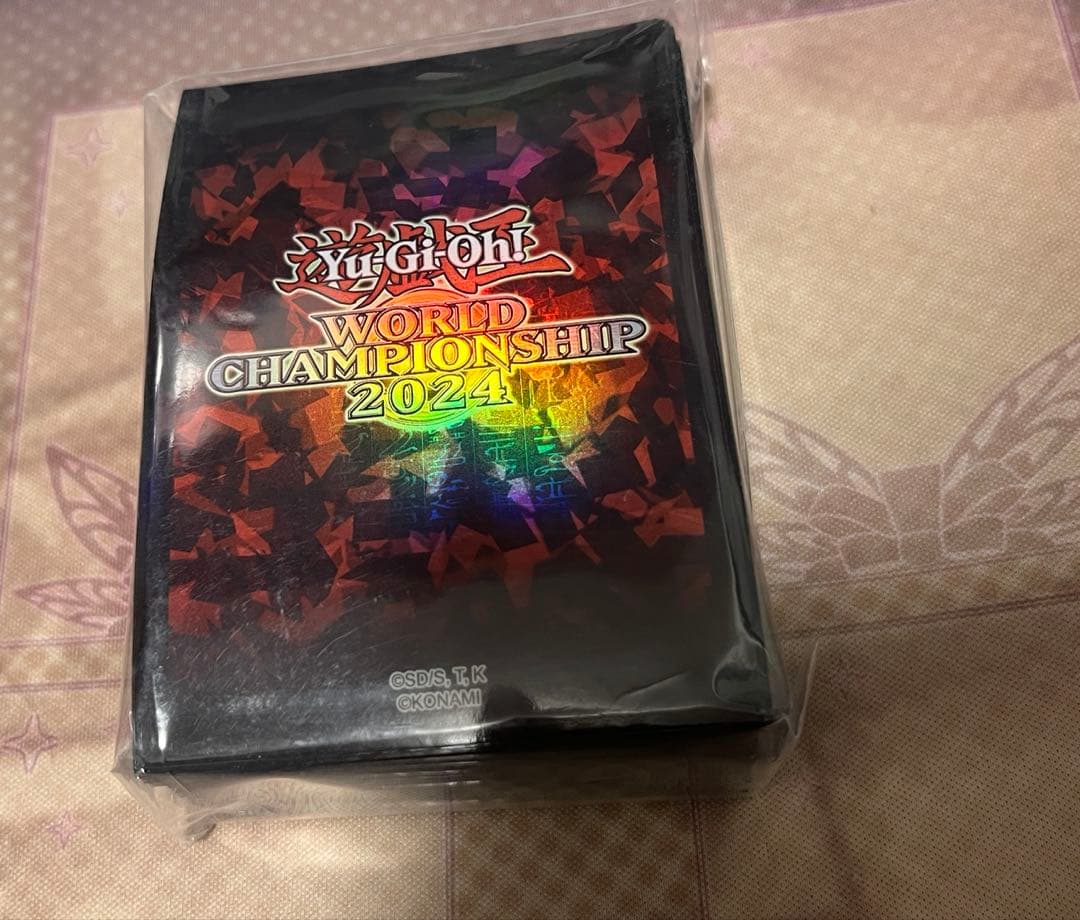 遊戯王
Yu-Gi-Oh!
WORLD
CHAMPIONSHIP
2024
©SD/S, T, K
©KONAMI